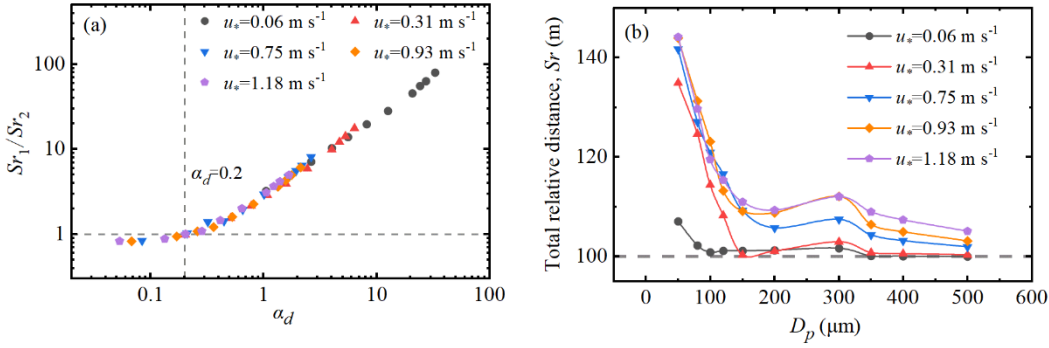 (a)
u*=0.06 m s⁻¹
u*=0.31 m s⁻¹
u*=0.75 m s⁻¹
u*=0.93 m s⁻¹
u*=1.18 m s⁻¹
100
10
1
Sr₁/Sr₂
α_d=0.2
0.1
1
10
100
α_d
(b)
u*=0.06 m s⁻¹
u*=0.31 m s⁻¹
u*=0.75 m s⁻¹
u*=0.93 m s⁻¹
u*=1.18 m s⁻¹
140
120
100
Total relative distance, Sr (m)
0
100
200
300
400
500
600
D_p (μm)